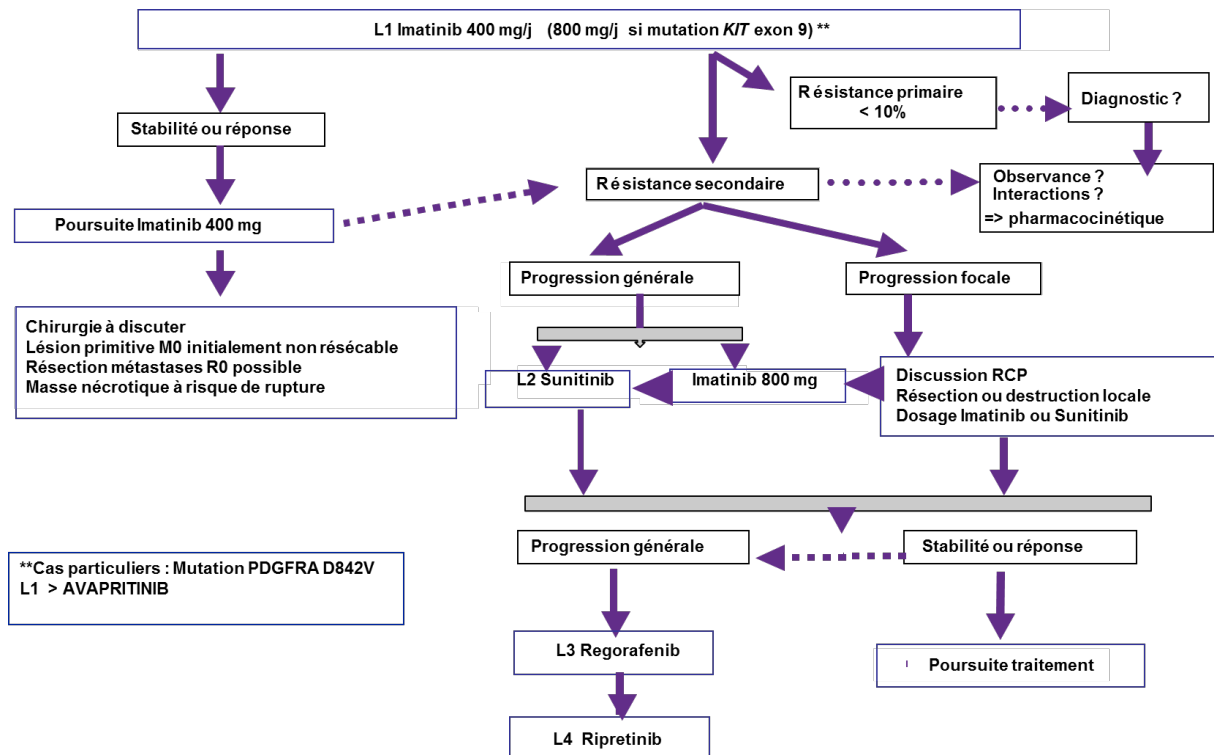 L1 Imatinib 400 mg/j (800 mg/j si mutation KIT exon 9) **
Résistance primaire
< 10%
Diagnostic ?
Stabilité ou réponse
Résistance secondaire
Observance ?
Interactions ?
=> pharmacocinétique
Poursuite Imatinib 400 mg
Progression générale
Progression focale
Chirurgie à discuter
Lésion primitive M0 initialement non résécable
Résection métastases R0 possible
Masse nécrotique à risque de rupture
L2 Sunitinib
Imatinib 800 mg
Discussion RCP
Résection ou destruction locale
Dosage Imatinib ou Sunitinib
Progression générale
Stabilité ou réponse
**Cas particuliers : Mutation PDGFRA D842V
L1 > AVAPRITINIB
L3 Regorafenib
Poursuite traitement
L4 Ripretinib